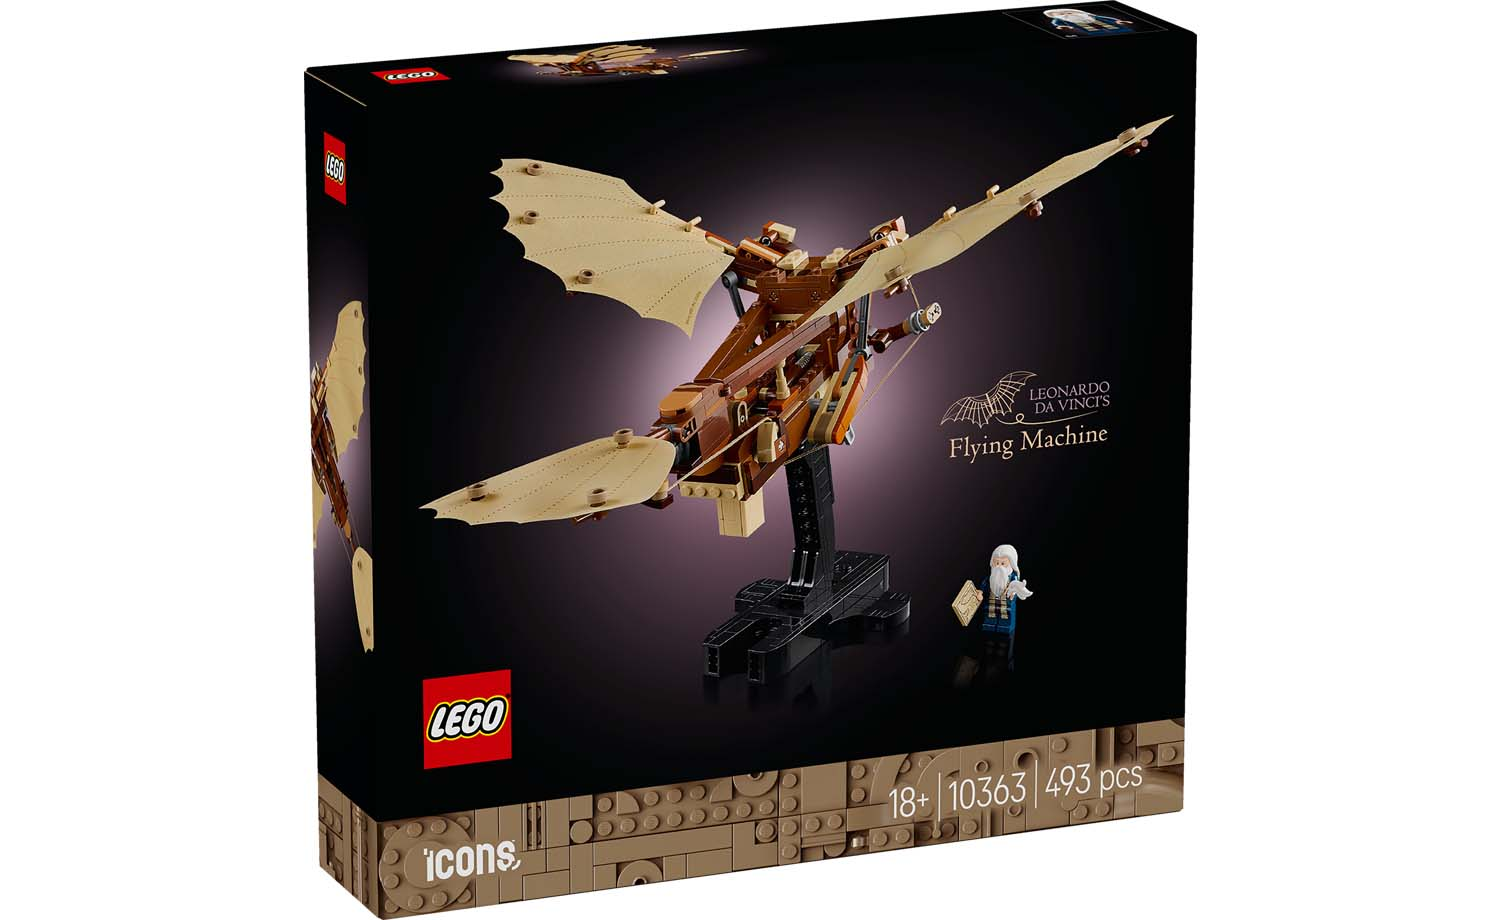 LEGO
LEGO
LEONARDO
DA VINCI'S
Flying Machine
LEGO
18+ | 10363 | 493 pcs
icons